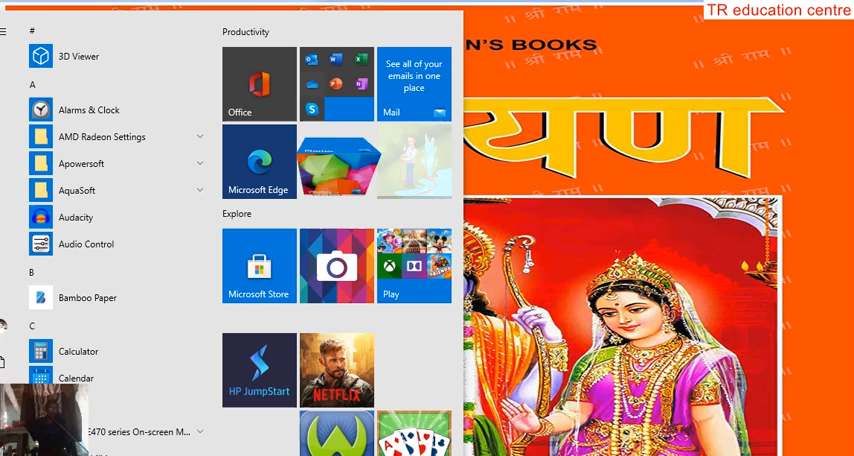 TR education centre
॥ श्री राम ॥
N'S BOOKS
यण
#
3D Viewer
A
Alarms & Clock
AMD Radeon Settings
Apowersoft
AquaSoft
Audacity
Audio Control
B
Bamboo Paper
C
Calculator
Calendar
E470 series On-screen M...
Productivity
Office
See all of your
emails in one
place
Mail
Microsoft Edge
Explore
Microsoft Store
Play
HP JumpStart
NETFLIX